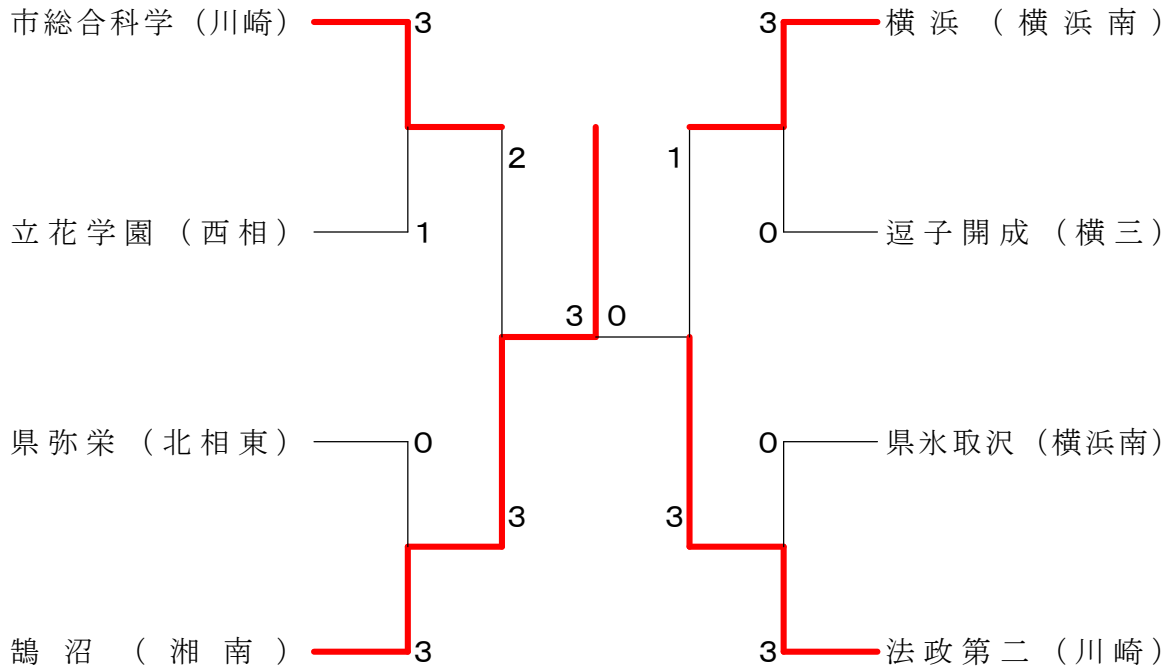 市総合科学（川崎） 3 3 横浜（横浜南）
2 1
立花学園（西相） 1 0 逗子開成（横三）
3 0
県弥栄（北相東） 0 0 県氷取沢（横浜南）
3 3
鵠沼（湘南） 3 3 法政第二（川崎）